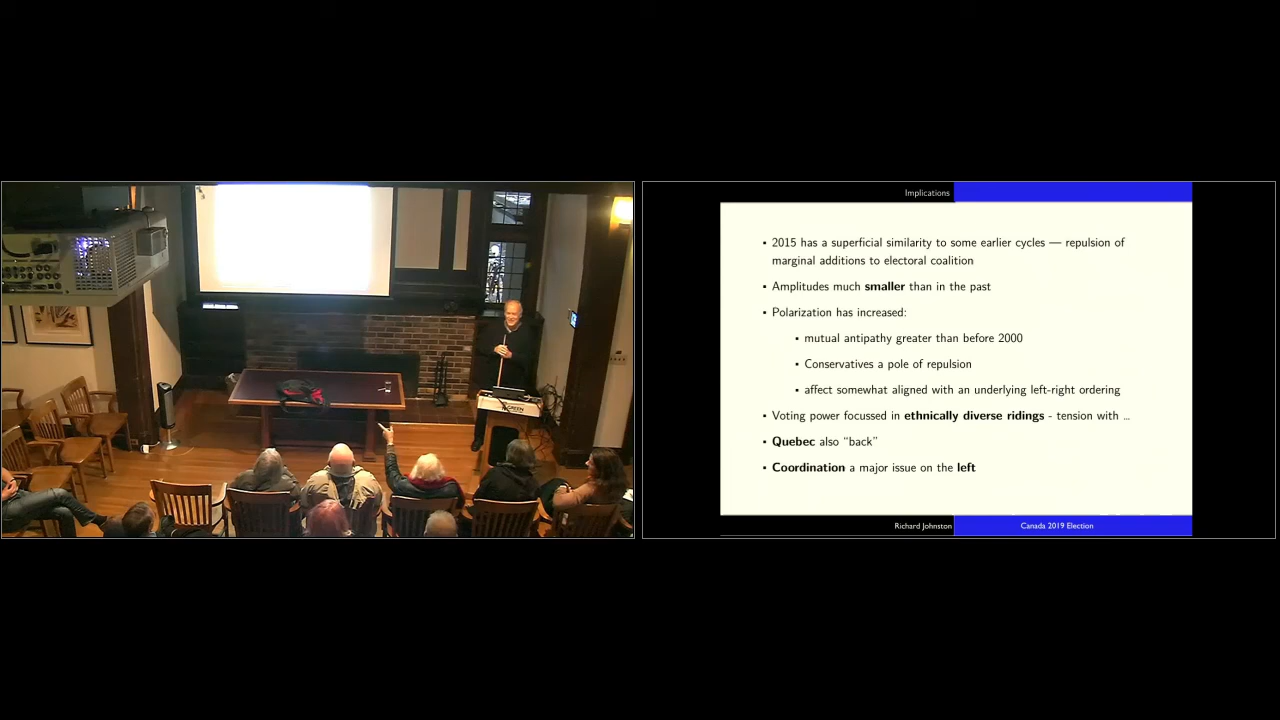 GREEN
Implications
▪ 2015 has a superficial similarity to some earlier cycles — repulsion of
marginal additions to electoral coalition
▪ Amplitudes much smaller than in the past
▪ Polarization has increased:
▪ mutual antipathy greater than before 2000
▪ Conservatives a pole of repulsion
▪ affect somewhat aligned with an underlying left-right ordering
▪ Voting power focussed in ethnically diverse ridings - tension with ...
▪ Quebec also “back”
▪ Coordination a major issue on the left
Richard Johnston
Canada 2019 Election